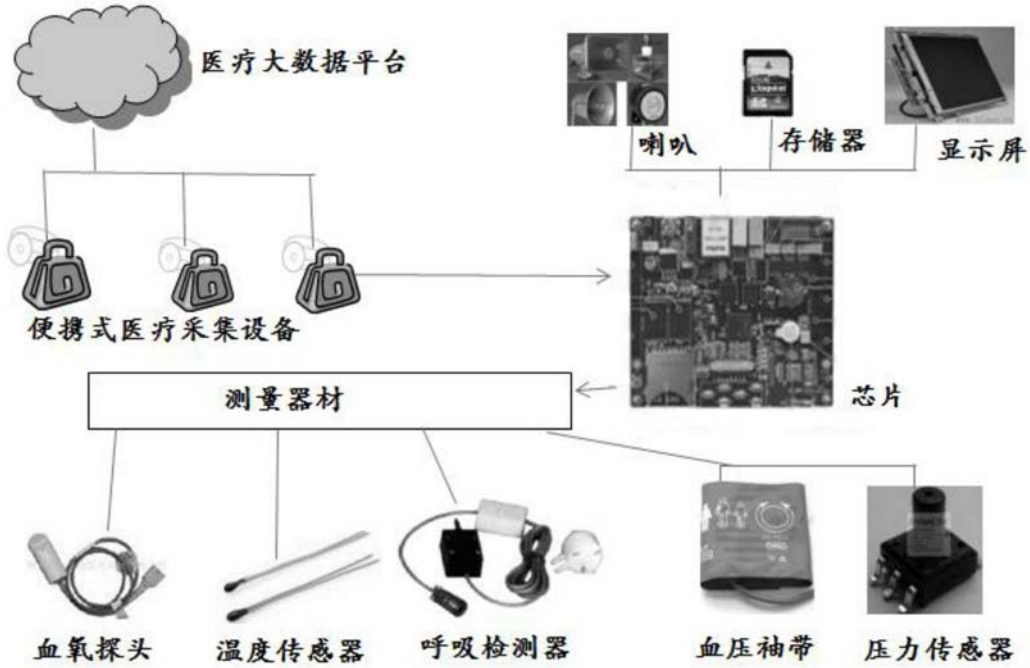 医疗大数据平台
喇叭
存储器
显示屏
便携式医疗采集设备
测量器材
芯片
血氧探头
温度传感器
呼吸检测器
血压袖带
压力传感器